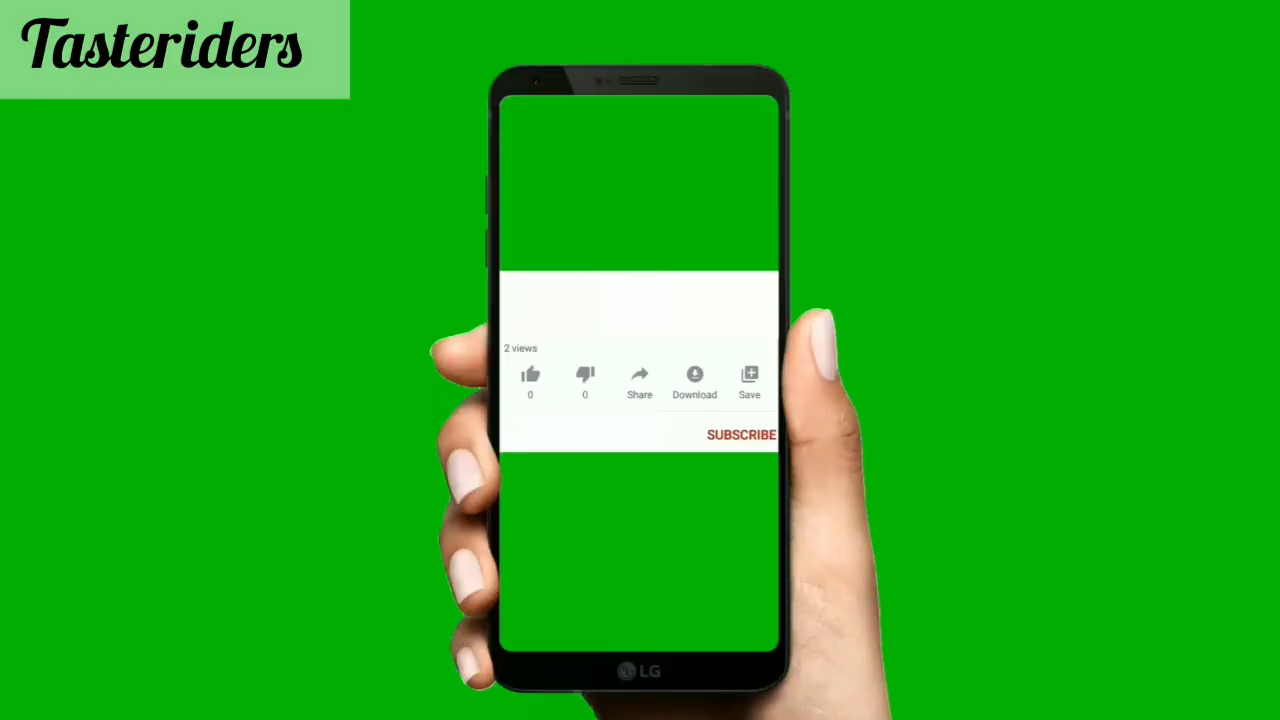 Tasteriders
2 views
0 0 Share Download Save
SUBSCRIBE
LG